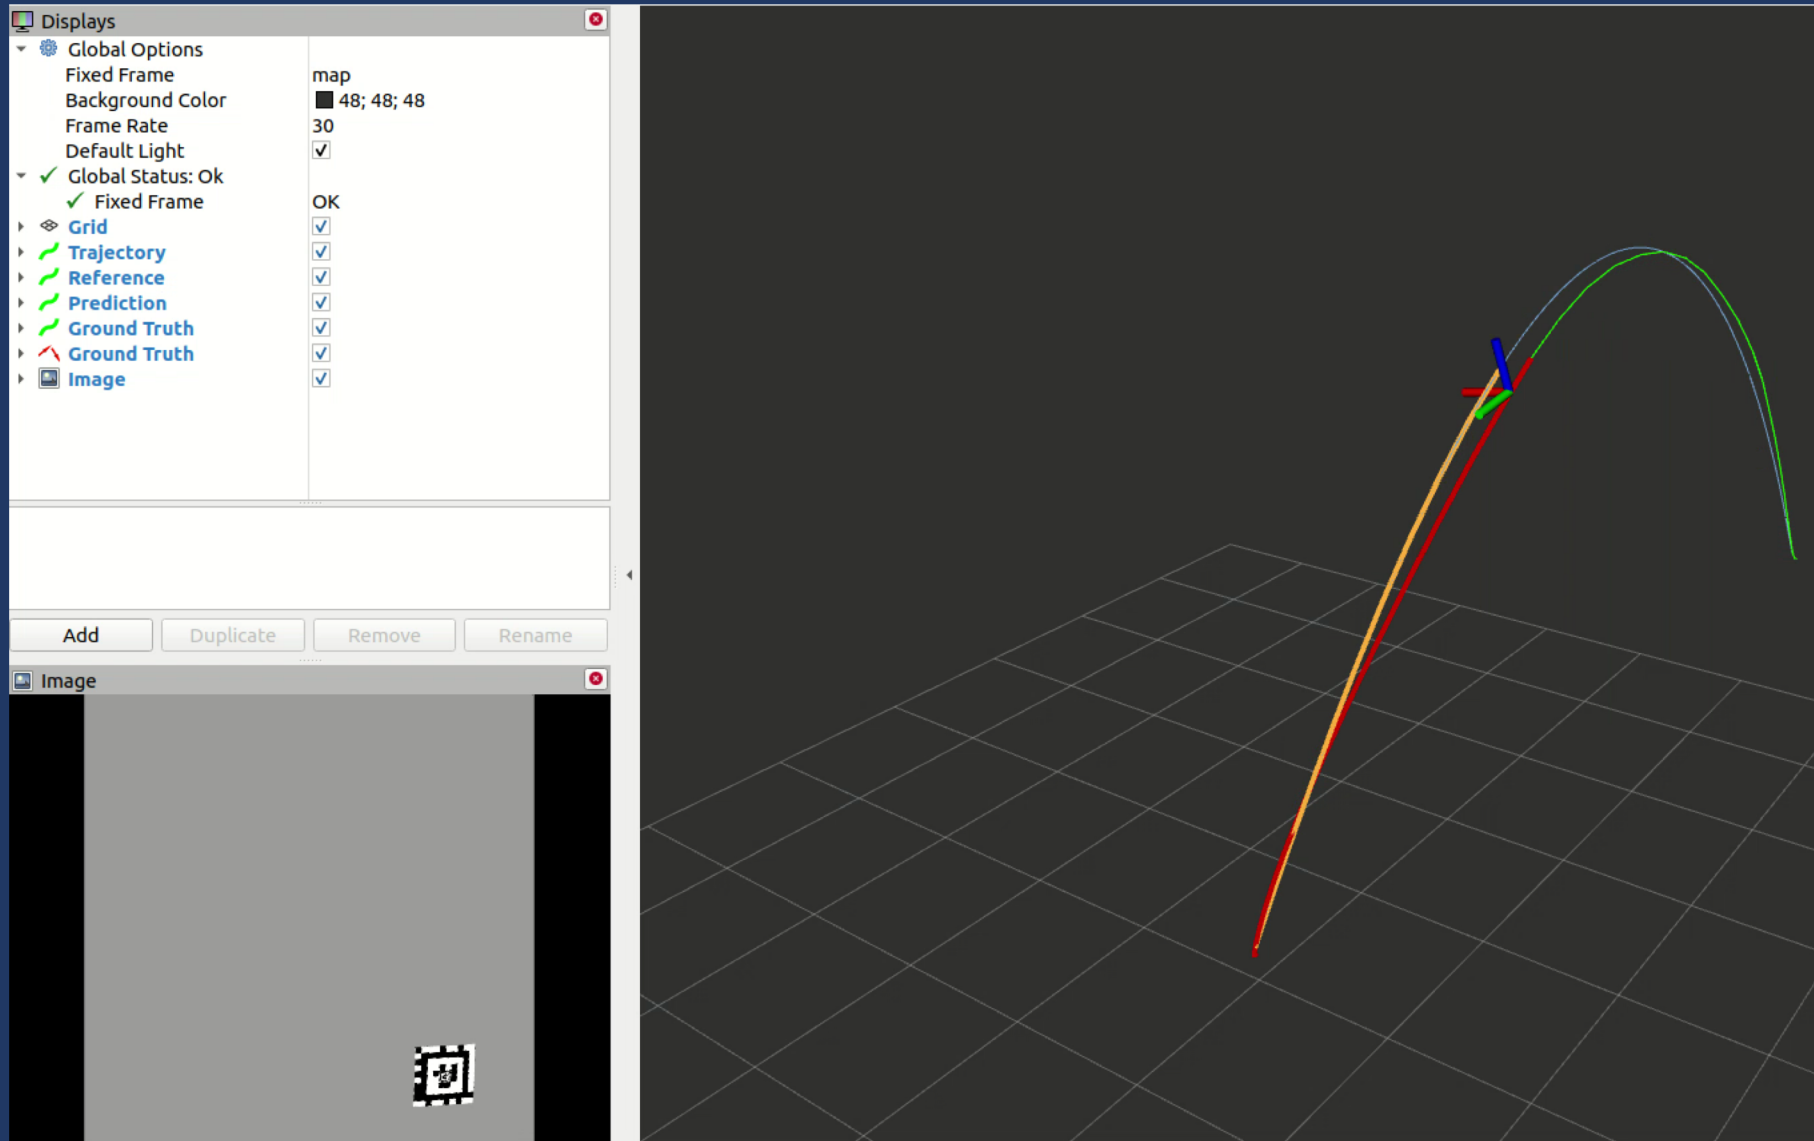 Displays
Global Options
Fixed Frame map
Background Color 48; 48; 48
Frame Rate 30
Default Light
Global Status: Ok
Fixed Frame OK
Grid
Trajectory
Reference
Prediction
Ground Truth
Ground Truth
Image
Add Duplicate Remove Rename
Image